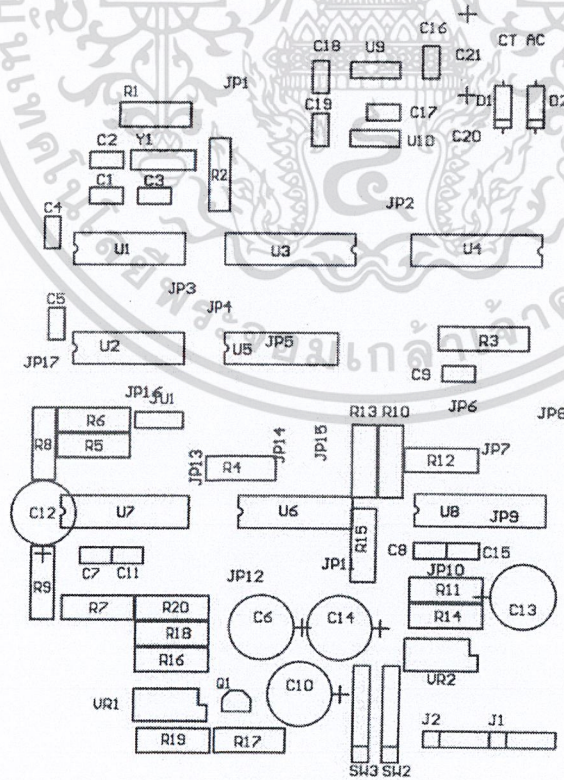 C16
C18 U9 C21 CT AC
JP1
R1 D1 D2
C19 C17
C2 Y1 U10 C20
R2
C1 C3
C4 JP2
U1 U3 U4
JP3
C5 JP4
U2 U5 JP5 R3
JP17 C9
JP16 JU1 JP6 JP8
R6 R13 R10
R8 R5 JP13 JP14 JP15 JP7
R4 R12
C12 U7 U6 U8 JP9
R15
C7 C11 C8 C15
R9 JP12 JP11 JP10
R11
R7 R20 C6 C14 R14 C13
R18
R16
Q1 C10 VR2
VR1
J2 J1
R19 R17
SW3 SW2